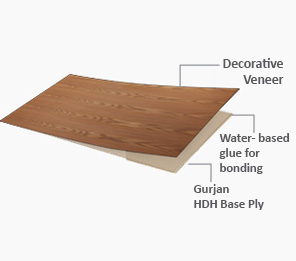 Decorative
Veneer
Water- based
glue for
bonding
Gurjan
HDH Base Ply